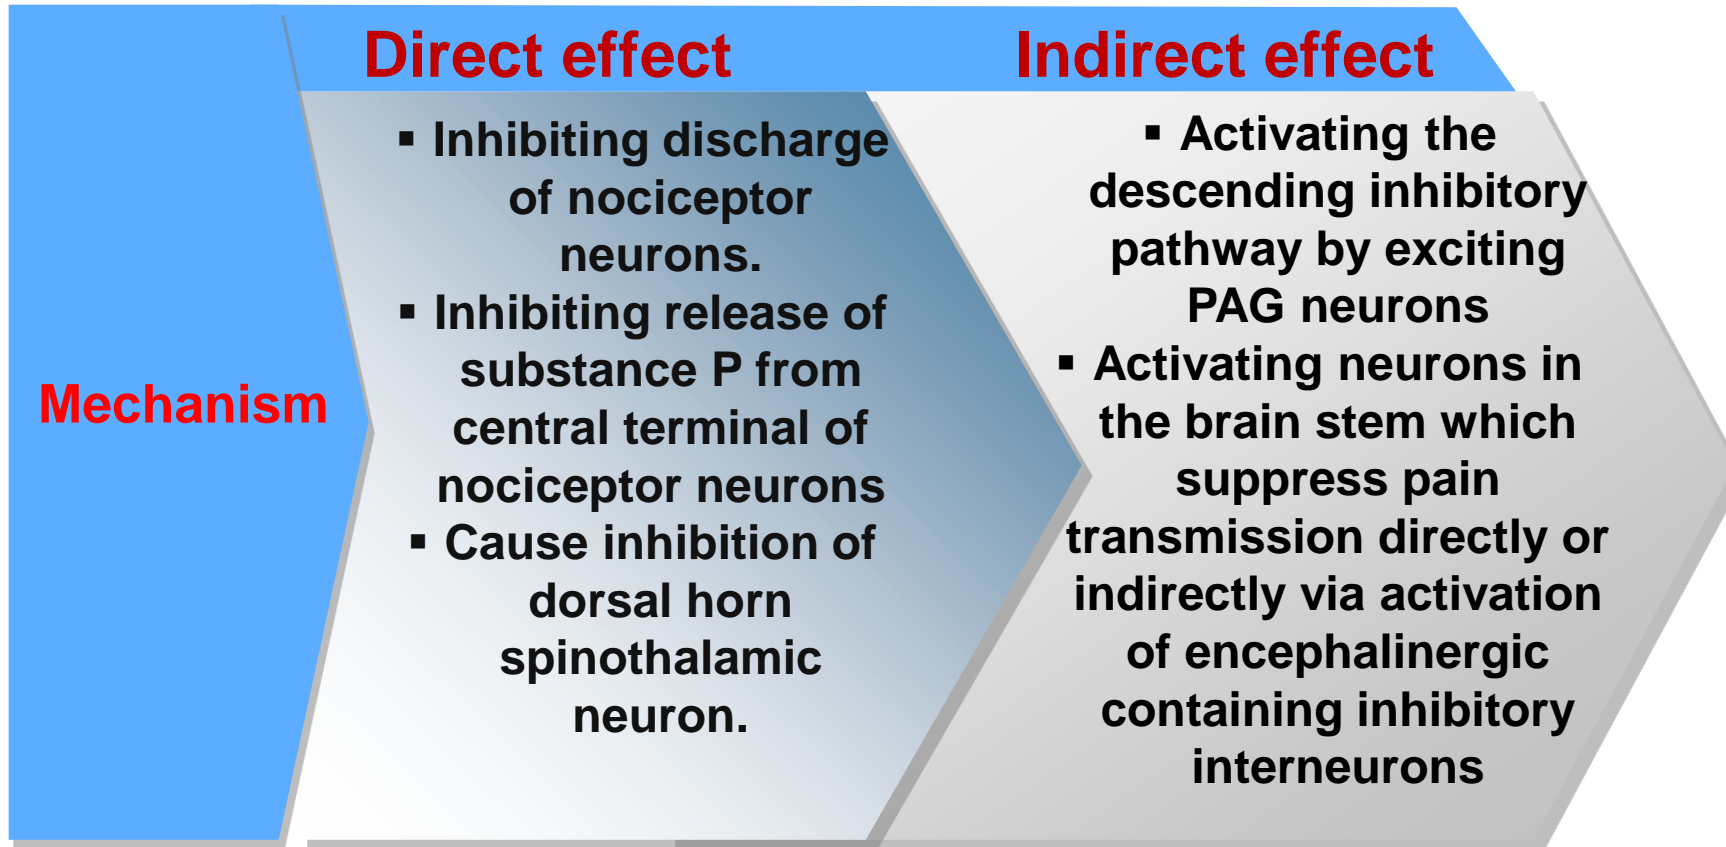 Direct effect
Indirect effect
Mechanism
▪ Inhibiting discharge
of nociceptor
neurons.
▪ Inhibiting release of
substance P from
central terminal of
nociceptor neurons
▪ Cause inhibition of
dorsal horn
spinothalamic
neuron.
▪ Activating the
descending inhibitory
pathway by exciting
PAG neurons
▪ Activating neurons in
the brain stem which
suppress pain
transmission directly or
indirectly via activation
of encephalinergic
containing inhibitory
interneurons